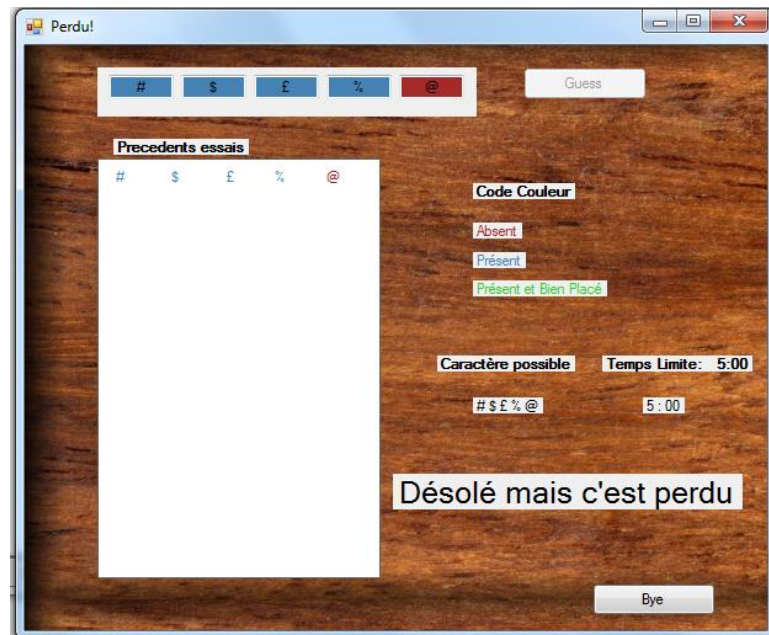 Perdu!
# $ £ % @
Guess
Precedents essais
# $ £ % @
Code Couleur
Absent
Présent
Présent et Bien Placé
Caractère possible
Temps Limite: 5:00
#$£%@
5 : 00
Désolé mais c'est perdu
Bye